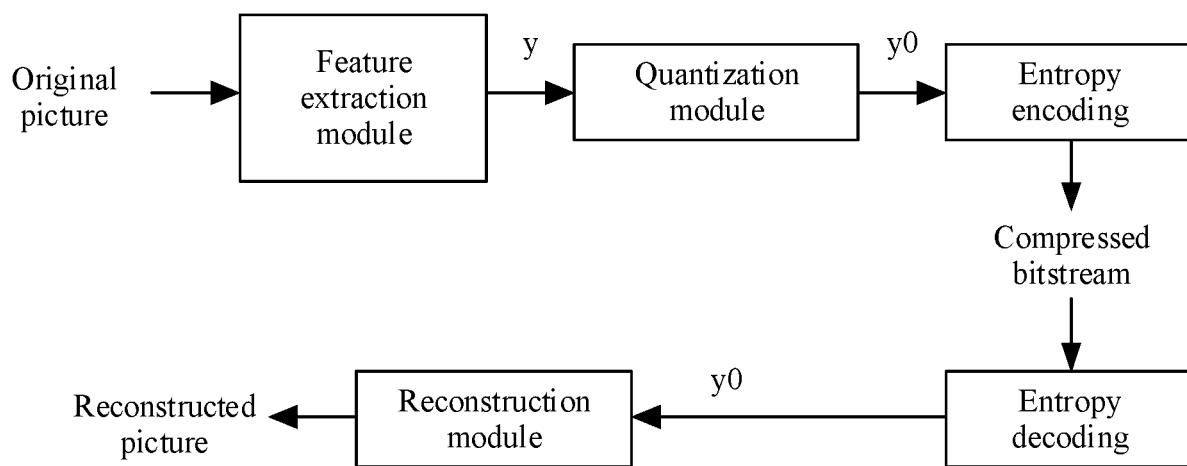 Original
picture
Feature
extraction
module
y
Quantization
module
y0
Entropy
encoding
Compressed
bitstream
Entropy
decoding
y0
Reconstruction
module
Reconstructed
picture